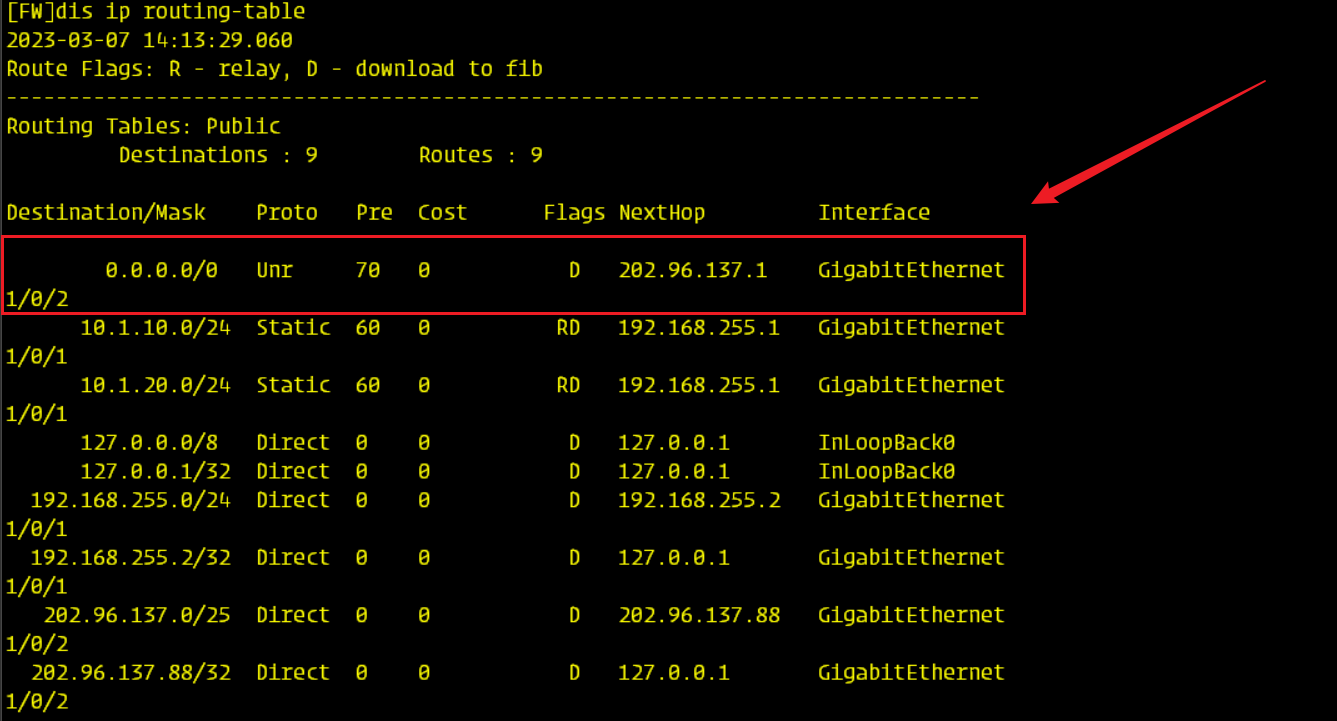 [FW]dis ip routing-table
2023-03-07 14:13:29.060
Route Flags: R - relay, D - download to fib
------------------------------------------------------------------------------
Routing Tables: Public
         Destinations : 9        Routes : 9

Destination/Mask    Proto   Pre  Cost      Flags NextHop         Interface

        0.0.0.0/0   Unr     70   0           D   202.96.137.1    GigabitEthernet
1/0/2
      10.1.10.0/24  Static  60   0          RD   192.168.255.1   GigabitEthernet
1/0/1
      10.1.20.0/24  Static  60   0          RD   192.168.255.1   GigabitEthernet
1/0/1
      127.0.0.0/8   Direct  0    0           D   127.0.0.1       InLoopBack0
      127.0.0.1/32  Direct  0    0           D   127.0.0.1       InLoopBack0
  192.168.255.0/24  Direct  0    0           D   192.168.255.2   GigabitEthernet
1/0/1
  192.168.255.2/32  Direct  0    0           D   127.0.0.1       GigabitEthernet
1/0/1
   202.96.137.0/25  Direct  0    0           D   202.96.137.88   GigabitEthernet
1/0/2
  202.96.137.88/32  Direct  0    0           D   127.0.0.1       GigabitEthernet
1/0/2